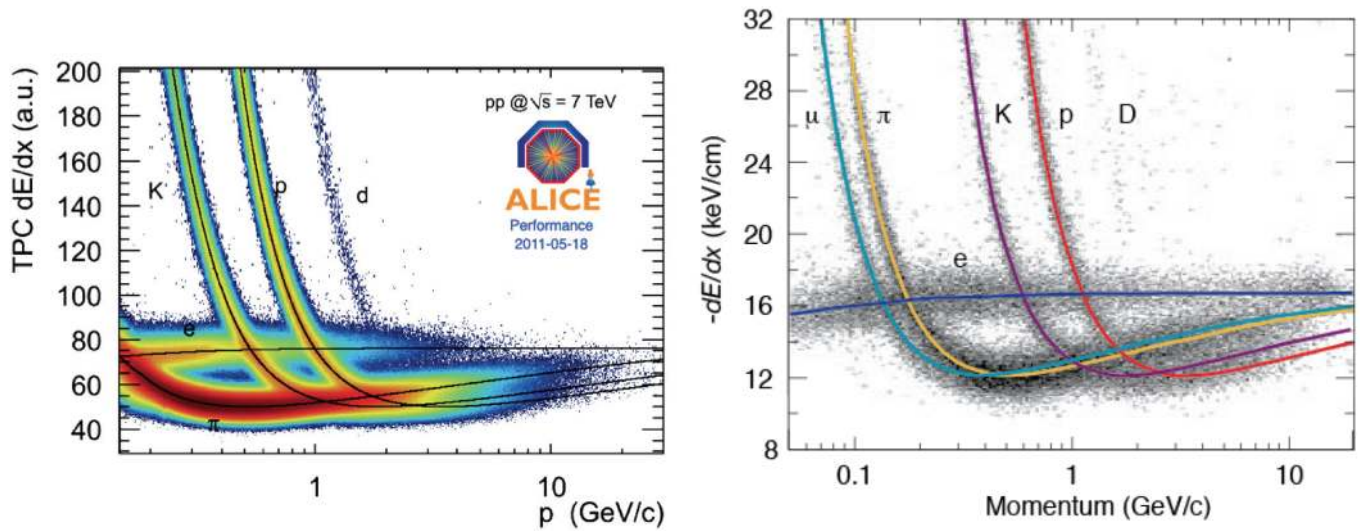 TPC dE/dx (a.u.)
200
180
160
140
120
100
80
60
40
pp @ √s = 7 TeV
ALICE
Performance
2011-05-18
K
p
d
e
π
1
10
p (GeV/c)
-dE/dx (keV/cm)
32
28
24
20
16
12
8
μ
π
K
p
D
e
0.1
1
10
Momentum (GeV/c)